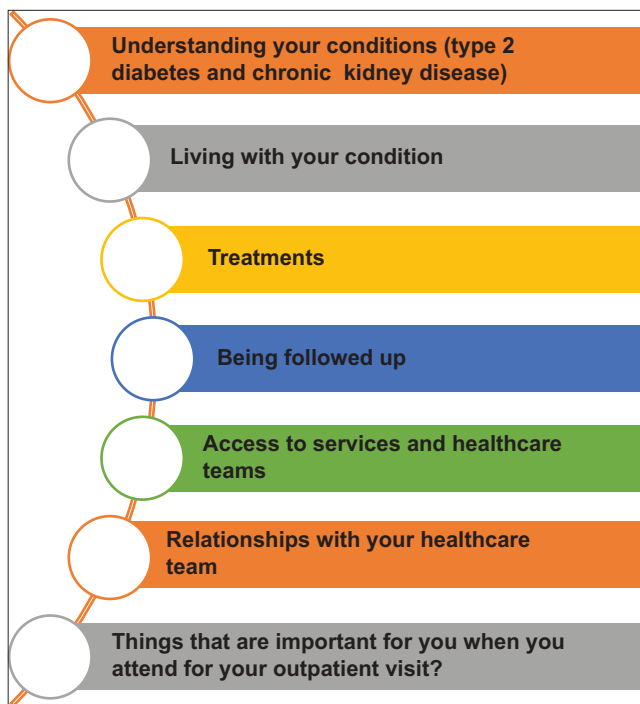 Understanding your conditions (type 2
diabetes and chronic kidney disease)
Living with your condition
Treatments
Being followed up
Access to services and healthcare
teams
Relationships with your healthcare
team
Things that are important for you when you
attend for your outpatient visit?